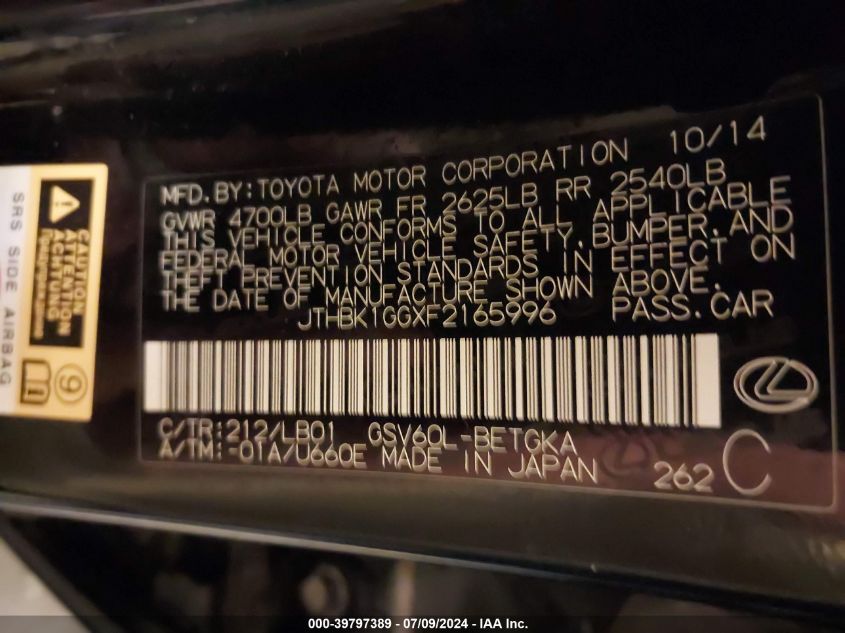 MFD.BY:TOYOTA MOTOR CORPORATION 10/14
GVWR 4700LB GAWR FR 2625LB RR 2540LB
THIS VEHICLE CONFORMS TO ALL APPLICABLE
FEDERAL MOTOR VEHICLE SAFETY,BUMPER,AND
THEFT PREVENTION STANDARDS IN EFFECT ON
THE DATE OF MANUFACTURE SHOWN ABOVE.
JTHBK1GGXF2165996 PASS.CAR
C/TR:212/LB01 GSV60L-BETGKA
A/TM:-01A/U660E MADE IN JAPAN 262 C
SRS SIDE AIRBAG
CAUTION
ATTENTION
ACHTUNG
9
000-39797389 - 07/09/2024 - IAA Inc.